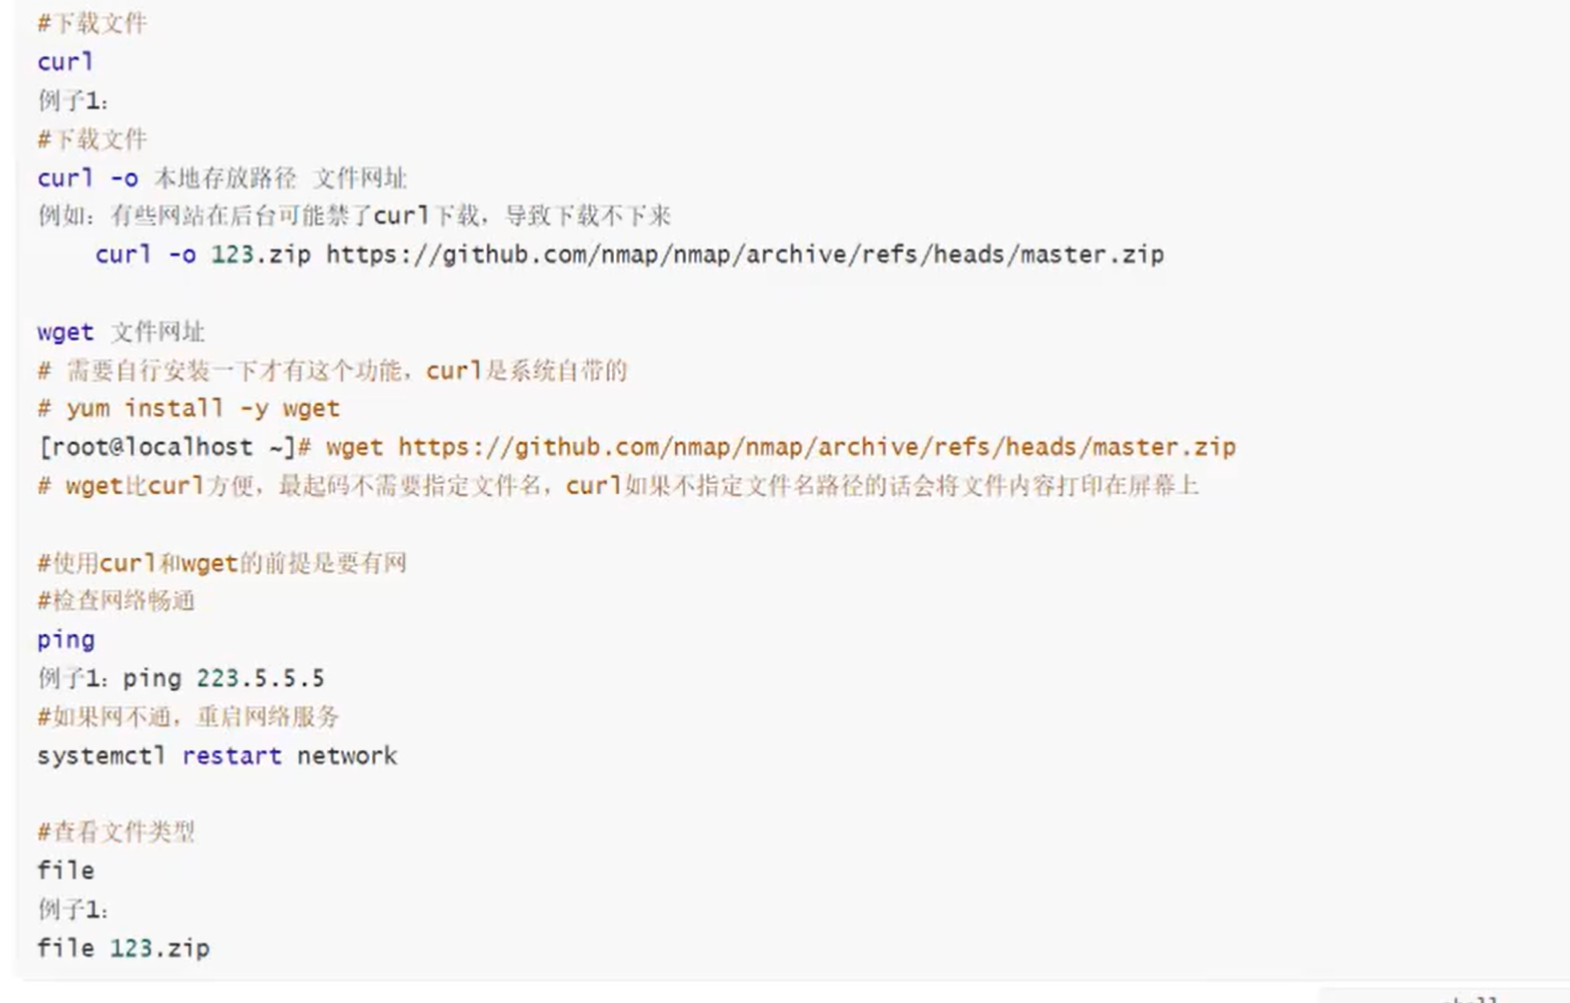 #下载文件
curl
例子1：
#下载文件
curl -o 本地存放路径 文件网址
例如：有些网站在后台可能禁了curl下载，导致下载不下来
    curl -o 123.zip https://github.com/nmap/nmap/archive/refs/heads/master.zip
wget 文件网址
# 需要自行安装一下才有这个功能，curl是系统自带的
# yum install -y wget
[root@localhost ~]# wget https://github.com/nmap/nmap/archive/refs/heads/master.zip
# wget比curl方便，最起码不需要指定文件名，curl如果不指定文件名路径的话会将文件内容打印在屏幕上
#使用curl和wget的前提是要有网
#检查网络畅通
ping
例子1：ping 223.5.5.5
#如果网不通，重启网络服务
systemctl restart network
#查看文件类型
file
例子1：
file 123.zip